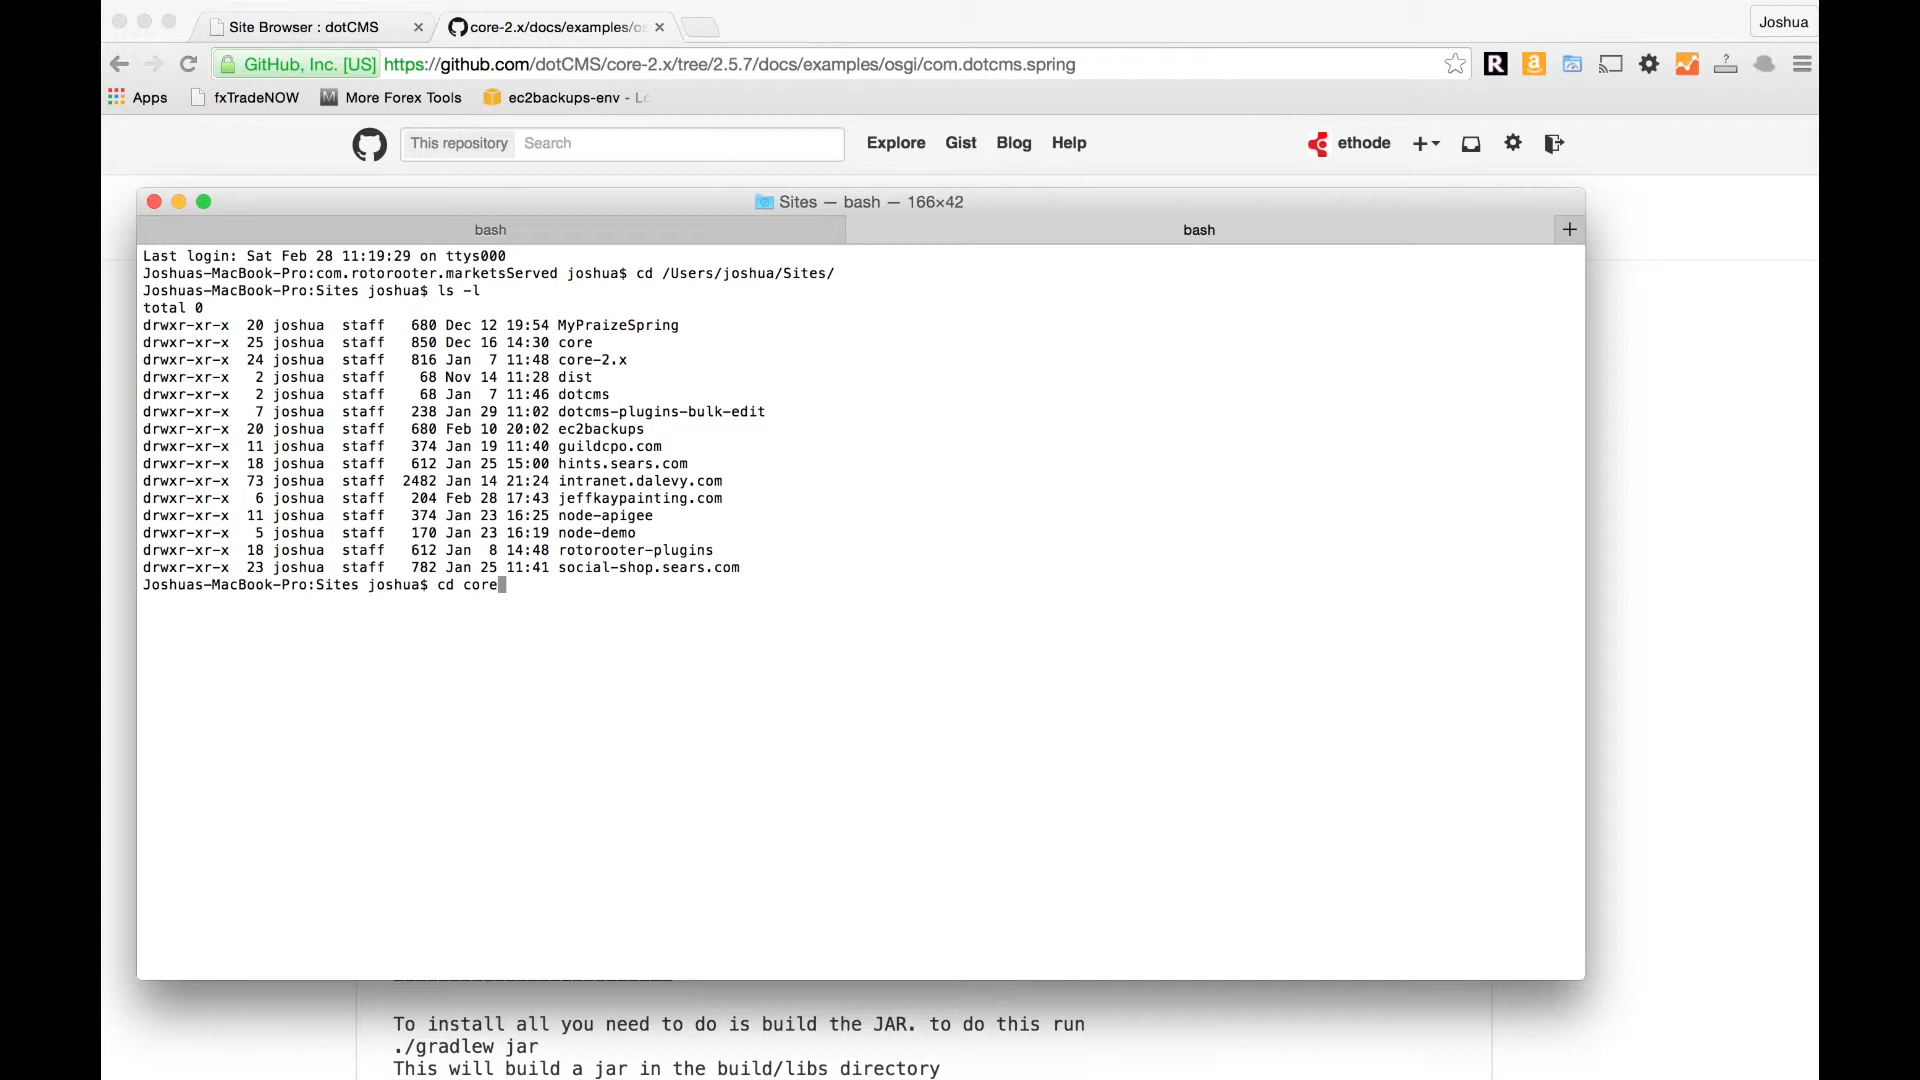 Site Browser : dotCMS
core-2.x/docs/examples/os
Joshua
GitHub, Inc. [US] https://github.com/dotCMS/core-2.x/tree/2.5.7/docs/examples/osgi/com.dotcms.spring
Apps fxTradeNOW More Forex Tools ec2backups-env - Lo
This repository Search Explore Gist Blog Help ethode
Sites — bash — 166×42
bash bash
Last login: Sat Feb 28 11:19:29 on ttys000
Joshuas-MacBook-Pro:com.rotorooter.marketsServed joshua$ cd /Users/joshua/Sites/
Joshuas-MacBook-Pro:Sites joshua$ ls -l
total 0
drwxr-xr-x  20 joshua  staff   680 Dec 12 19:54 MyPraizeSpring
drwxr-xr-x  25 joshua  staff   850 Dec 16 14:30 core
drwxr-xr-x  24 joshua  staff   816 Jan  7 11:48 core-2.x
drwxr-xr-x   2 joshua  staff    68 Nov 14 11:28 dist
drwxr-xr-x   2 joshua  staff    68 Jan  7 11:46 dotcms
drwxr-xr-x   7 joshua  staff   238 Jan 29 11:02 dotcms-plugins-bulk-edit
drwxr-xr-x  20 joshua  staff   680 Feb 10 20:02 ec2backups
drwxr-xr-x  11 joshua  staff   374 Jan 19 11:40 guildcpo.com
drwxr-xr-x  18 joshua  staff   612 Jan 25 15:00 hints.sears.com
drwxr-xr-x  73 joshua  staff  2482 Jan 14 21:24 intranet.dalevy.com
drwxr-xr-x   6 joshua  staff   204 Feb 28 17:43 jeffkaypainting.com
drwxr-xr-x  11 joshua  staff   374 Jan 23 16:25 node-apigee
drwxr-xr-x   5 joshua  staff   170 Jan 23 16:19 node-demo
drwxr-xr-x  18 joshua  staff   612 Jan  8 14:48 rotorooter-plugins
drwxr-xr-x  23 joshua  staff   782 Jan 25 11:41 social-shop.sears.com
Joshuas-MacBook-Pro:Sites joshua$ cd core
To install all you need to do is build the JAR. to do this run
./gradlew jar
This will build a jar in the build/libs directory